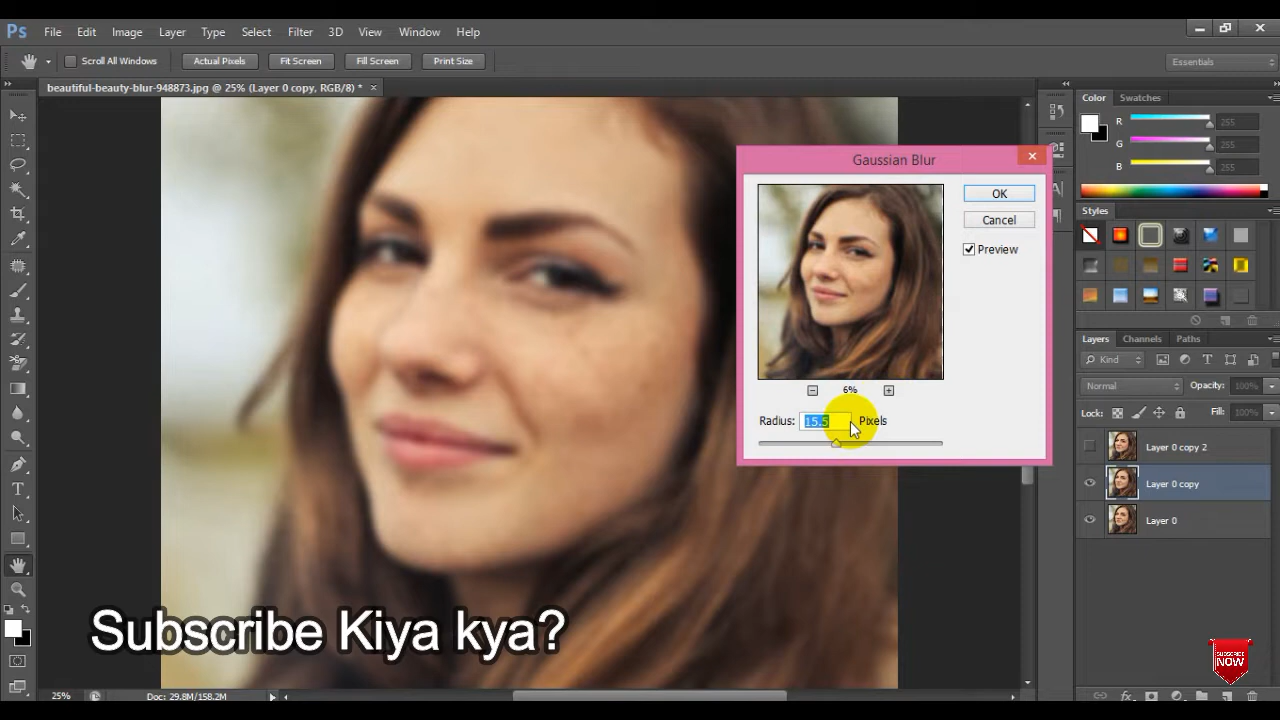 Ps File Edit Image Layer Type Select Filter 3D View Window Help
Scroll All Windows Actual Pixels Fit Screen Fill Screen Print Size Essentials
beautiful-beauty-blur-948873.jpg @ 25% (Layer 0 copy, RGB/8) *
Color Swatches
R 255
G 255
B 255
Gaussian Blur
OK
Cancel
Preview
6%
Radius: 15.5 Pixels
Styles
Layers Channels Paths
Kind
Normal Opacity: 100%
Lock: Fill: 100%
Layer 0 copy 2
Layer 0 copy
Layer 0
Subscribe Kiya kya?
SUBSCRIBE
NOW
25% Doc: 29.8M/158.2M